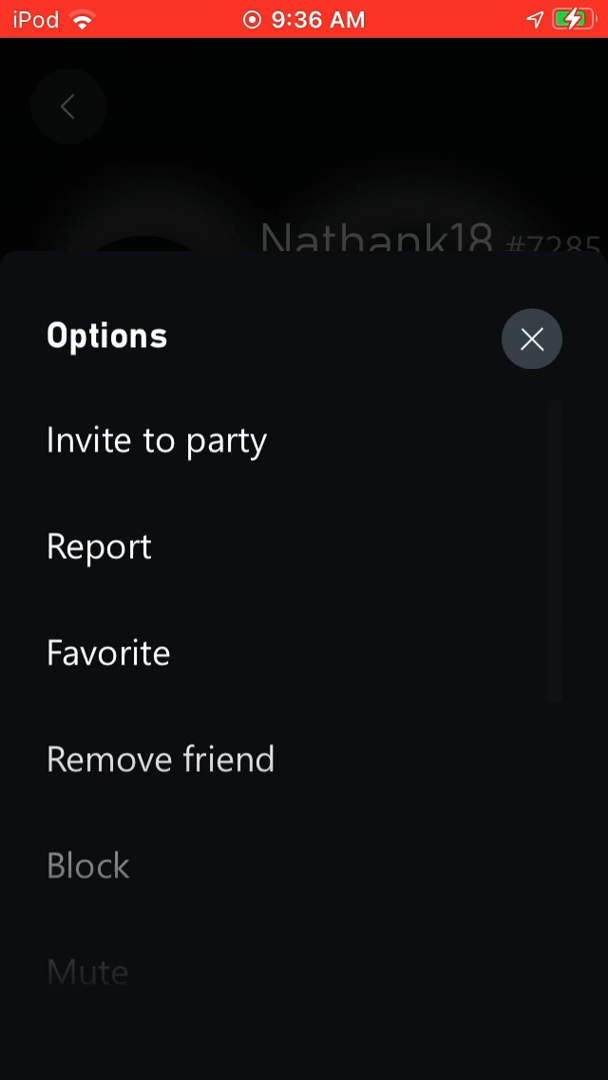 iPod 9:36 AM
Nathank18 #7285
Options
Invite to party
Report
Favorite
Remove friend
Block
Mute